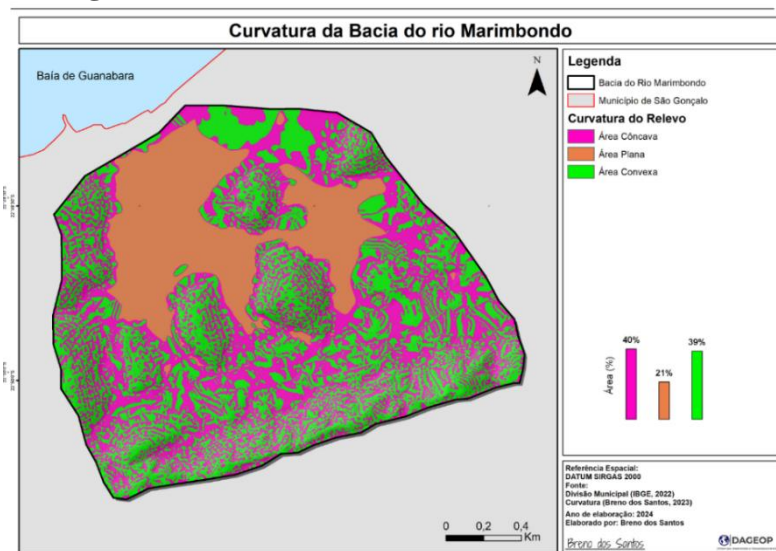 Curvatura da Bacia do rio Marimbondo
Baía de Guanabara
N
0 0,2 0,4
Km
Legenda
Bacia do Rio Marimbondo
Município de São Gonçalo
Curvatura do Relevo
Área Côncava
Área Plana
Área Convexa
Área (%)
40%
21%
39%
Referência Espacial:
DATUM SIRGAS 2000
Fonte:
Divisão Municipal (IBGE, 2022)
Curvatura (Breno dos Santos, 2023)
Ano de elaboração: 2024
Elaborado por: Breno dos Santos
Breno dos Santos
DAGEOP